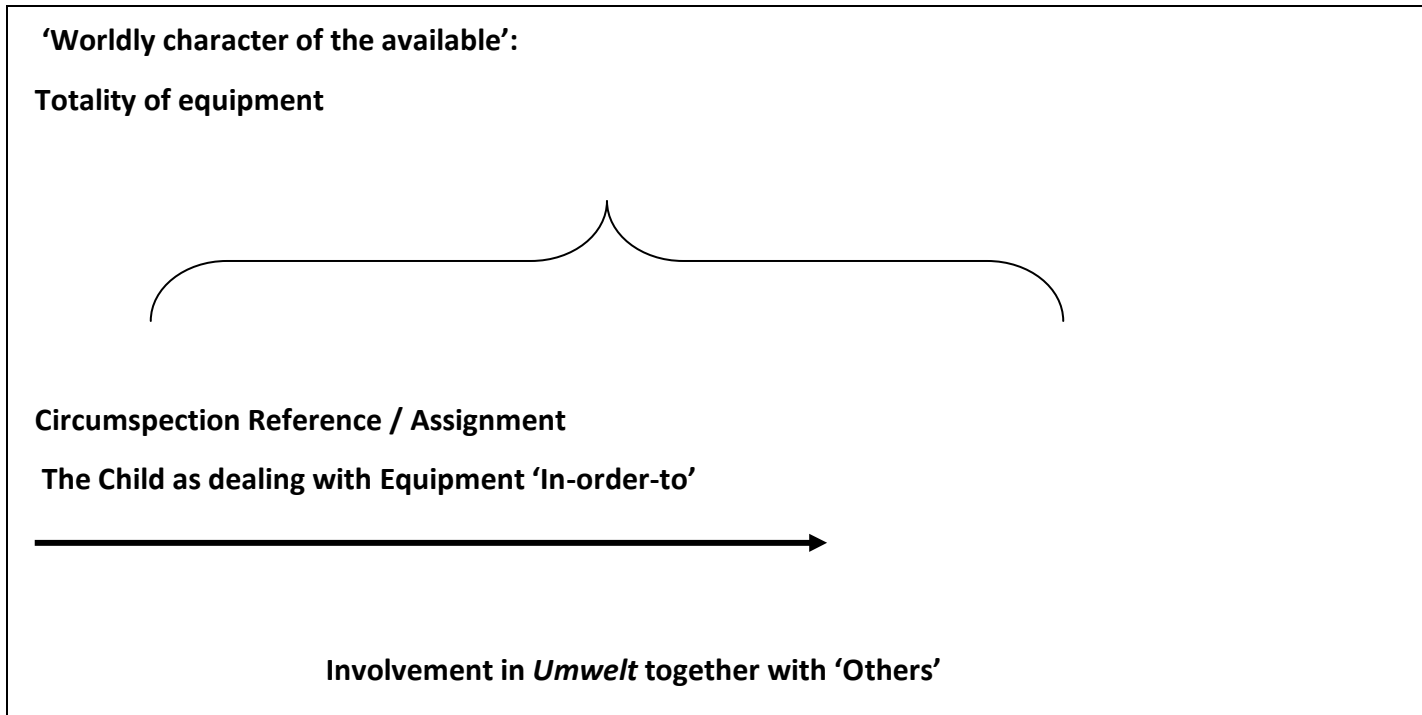 ‘Worldly character of the available’:
Totality of equipment
Circumspection Reference / Assignment
The Child as dealing with Equipment ‘In-order-to’
Involvement in Umwelt together with ‘Others’